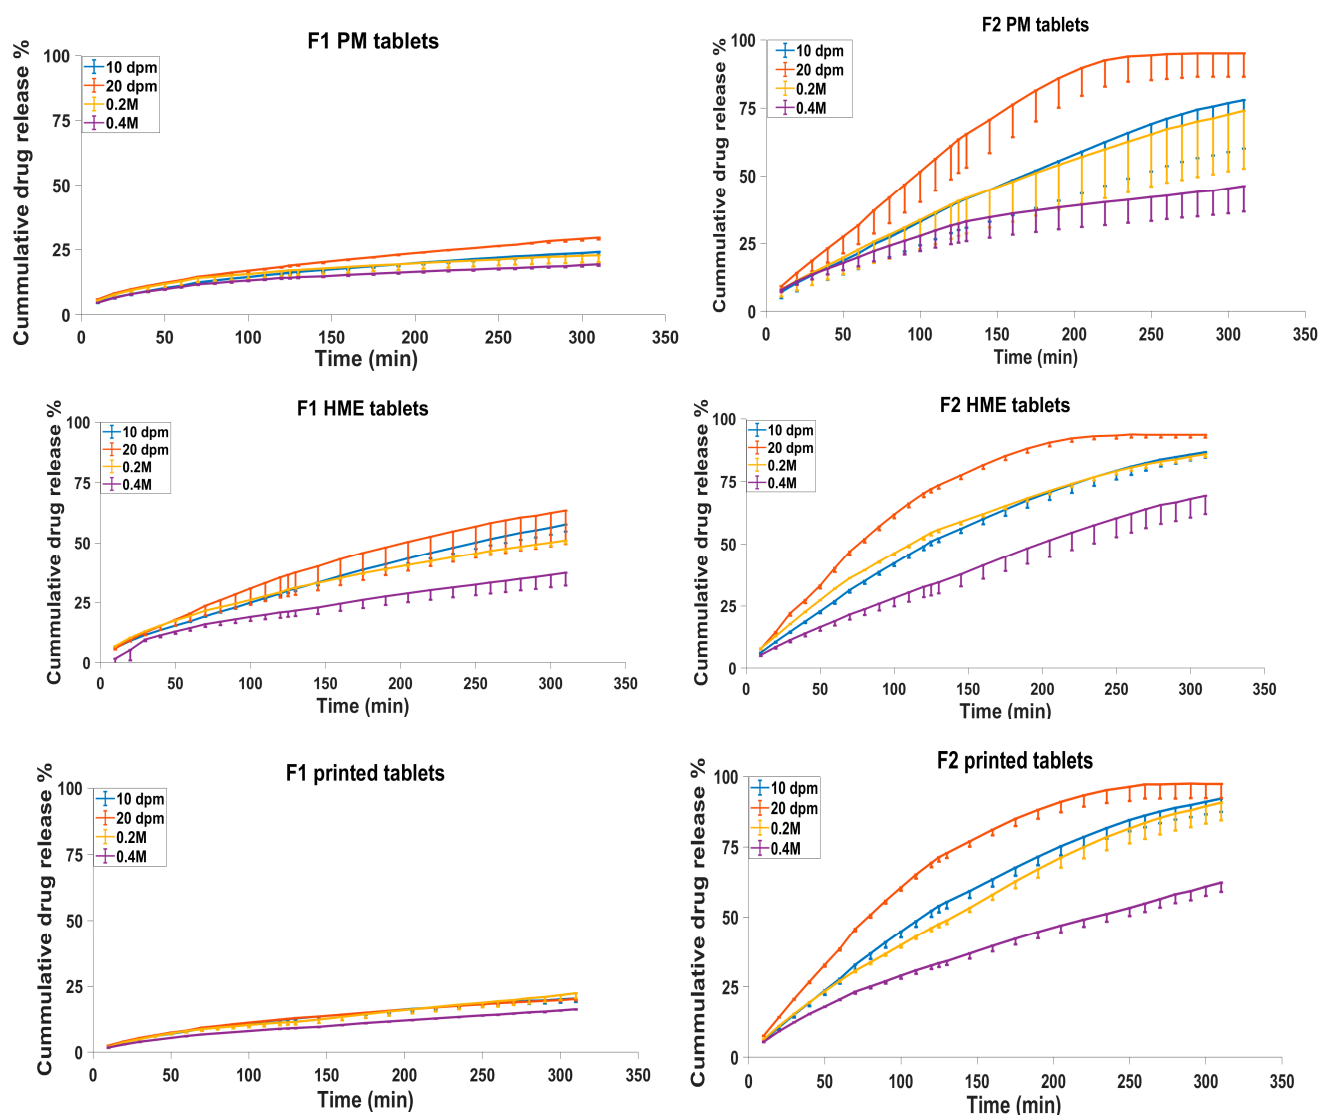 F1 PM tablets
Cummulative drug release %
100
75
50
25
0
10 dpm
20 dpm
0.2M
0.4M
0 50 100 150 200 250 300 350
Time (min)
F2 PM tablets
Cummulative drug release %
100
75
50
25
0
10 dpm
20 dpm
0.2M
0.4M
0 50 100 150 200 250 300 350
Time (min)
F1 HME tablets
Cummulative drug release %
100
75
50
25
0
10 dpm
20 dpm
0.2M
0.4M
0 50 100 150 200 250 300 350
Time (min)
F2 HME tablets
Cummulative drug release %
100
75
50
25
0
10 dpm
20 dpm
0.2M
0.4M
0 50 100 150 200 250 300 350
Time (min)
F1 printed tablets
Cummulative drug release %
100
75
50
25
0
10 dpm
20 dpm
0.2M
0.4M
0 50 100 150 200 250 300 350
Time (min)
F2 printed tablets
Cummulative drug release %
100
75
50
25
0
10 dpm
20 dpm
0.2M
0.4M
0 50 100 150 200 250 300 350
Time (min)